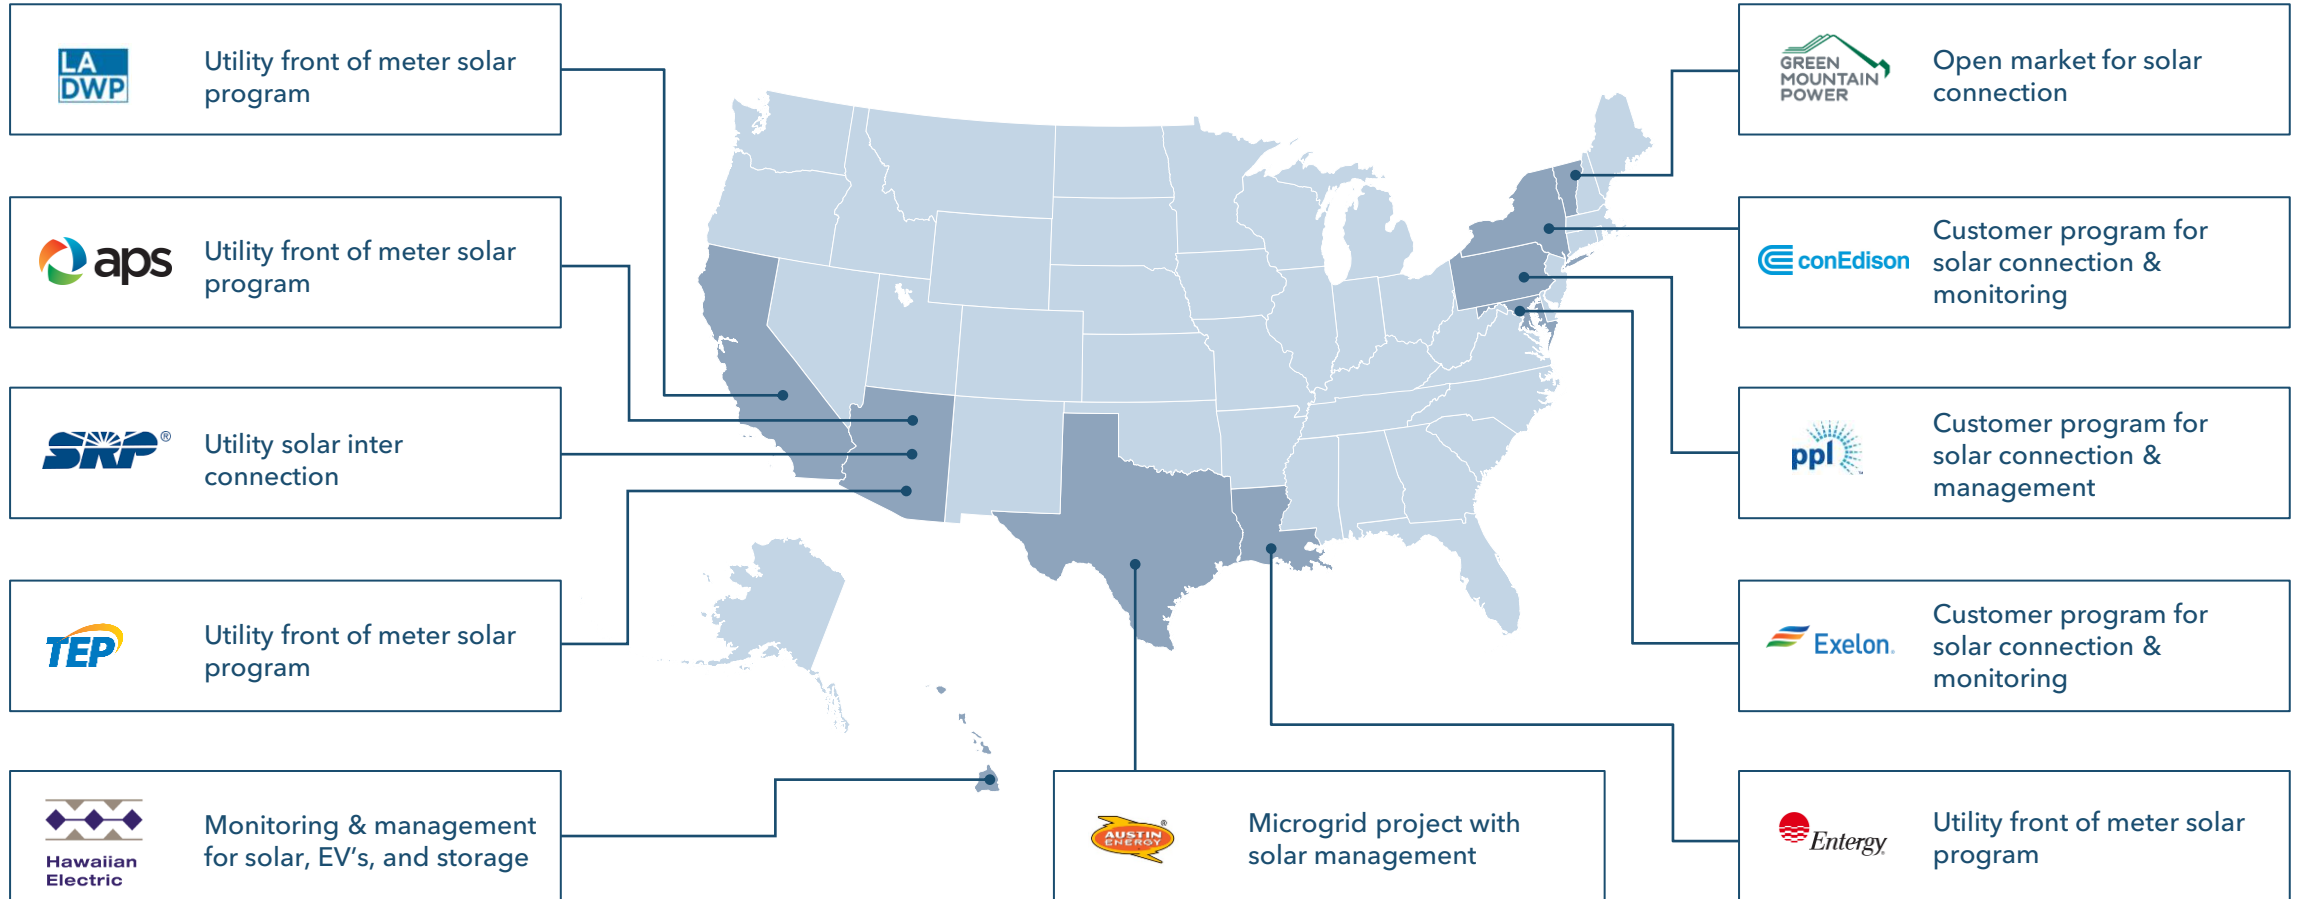 LA
DWP
Utility front of meter solar
program
aps
Utility front of meter solar
program
SRP®
Utility solar inter
connection
TEP
Utility front of meter solar
program
Hawaiian
Electric
Monitoring & management
for solar, EV’s, and storage
AUSTIN
ENERGY®
Microgrid project with
solar management
GREEN
MOUNTAIN
POWER
Open market for solar
connection
conEdison
Customer program for
solar connection &
monitoring
ppl
Customer program for
solar connection &
management
Exelon.
Customer program for
solar connection &
monitoring
Entergy
Utility front of meter solar
program